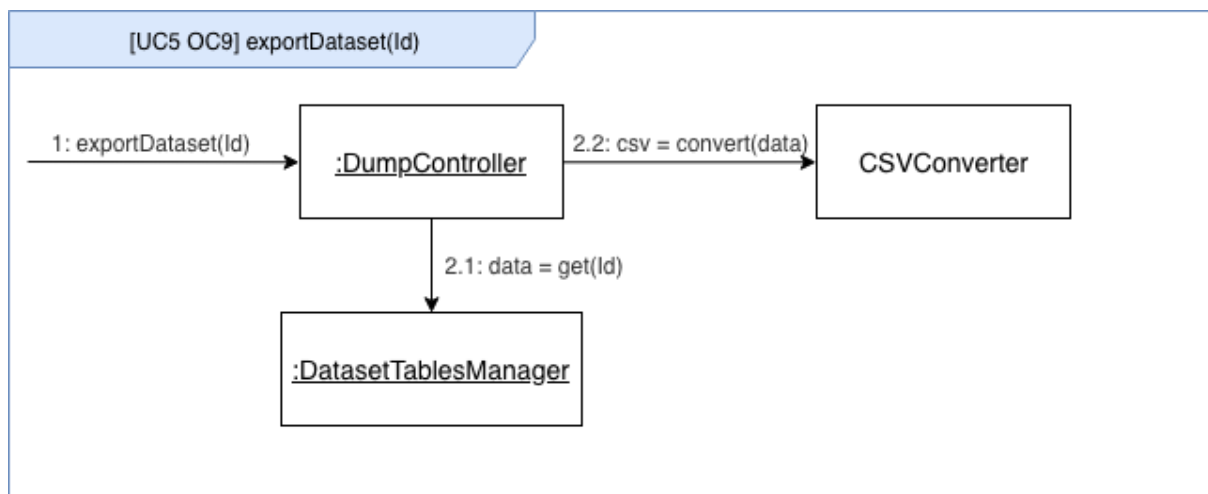 [UC5 OC9] exportDataset(Id)
1: exportDataset(Id)
:DumpController
2.2: csv = convert(data)
CSVConverter
2.1: data = get(Id)
:DatasetTablesManager